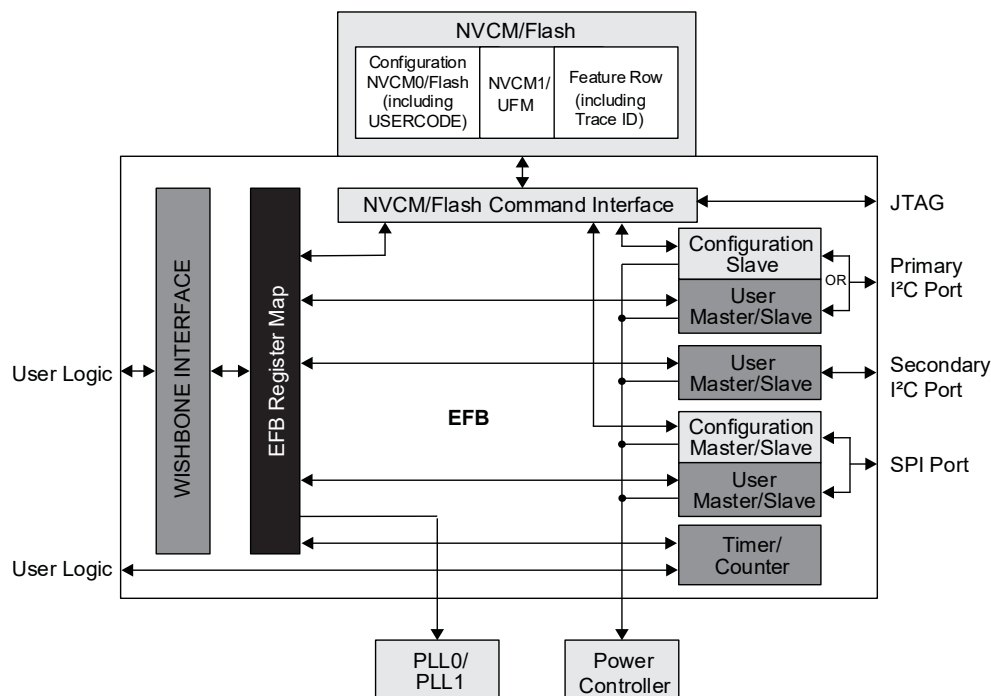 NVCM/Flash
Configuration
NVCM0/Flash
(including
USERCODE)
NVCM1/
UFM
Feature Row
(including
Trace ID)
NVCM/Flash Command Interface
JTAG
Configuration
Slave
User
Master/Slave
OR
Primary
I²C Port
User Logic
WISHBONE INTERFACE
EFB Register Map
EFB
User
Master/Slave
Secondary
I²C Port
Configuration
Master/Slave
User
Master/Slave
SPI Port
User Logic
Timer/
Counter
PLL0/
PLL1
Power
Controller